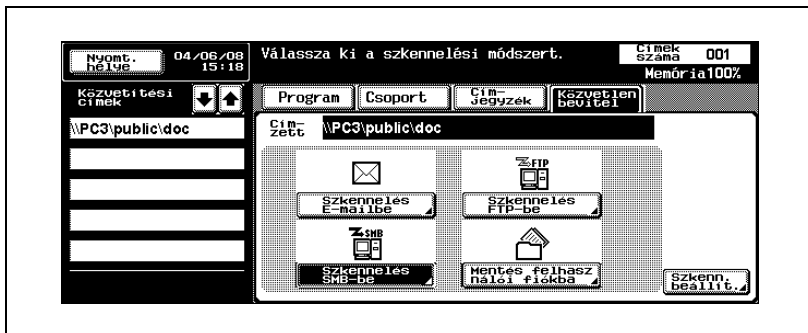 Nyomt.
helye
04/06/08
15:18
Válassza ki a szkennelési módszert.
Címek
száma 001
Memória100%
Közvetítési
címek
Program
Csoport
Cím-
jegyzék
Közvetlen
bevitel
\\PC3\public\doc
Cím-
zett
\\PC3\public\doc
Szkennelés
E-mailbe
FTP
Szkennelés
FTP-be
SMB
Szkennelés
SMB-be
Mentés felhasz
nálói fiókba
Szkenn.
beállít.